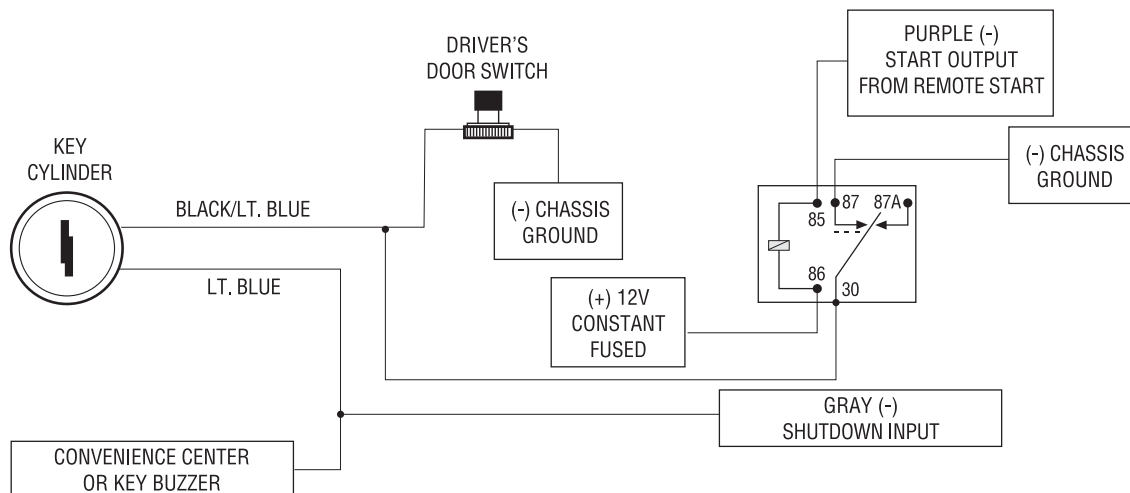 DRIVER'S
DOOR SWITCH
PURPLE (-)
START OUTPUT
FROM REMOTE START
KEY
CYLINDER
(-) CHASSIS
GROUND
BLACK/LT. BLUE
(-) CHASSIS
GROUND
85
87
87A
LT. BLUE
86
30
(+) 12V
CONSTANT
FUSED
GRAY (-)
SHUTDOWN INPUT
CONVENIENCE CENTER
OR KEY BUZZER